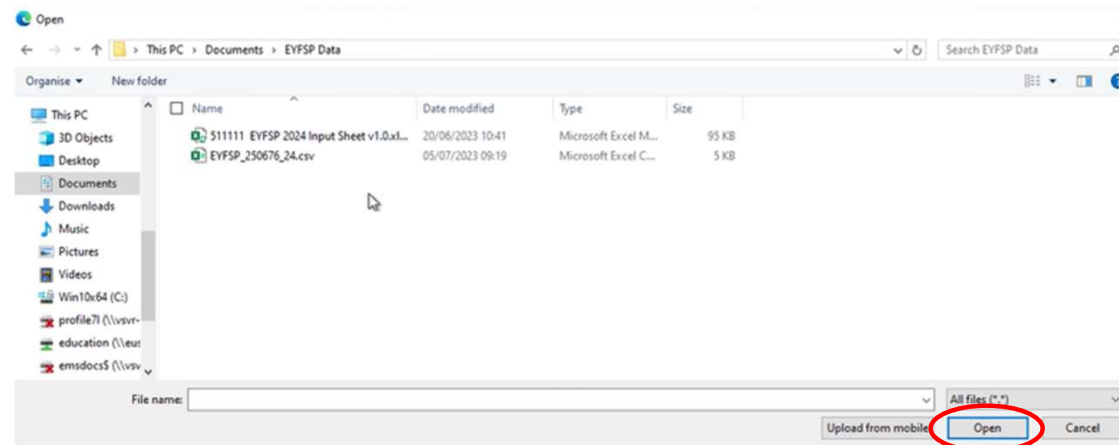 Open
This PC > Documents > EYFSP Data
Search EYFSP Data
Organise New folder
Name Date modified Type Size
511111 EYFSP 2024 Input Sheet v1.0.xl... 20/06/2023 10:41 Microsoft Excel M... 95 KB
EYFSP_250676_24.csv 05/07/2023 09:19 Microsoft Excel C... 5 KB
This PC
3D Objects
Desktop
Documents
Downloads
Music
Pictures
Videos
Win10x64 (C:)
profile7l (\\vsvr-
education (\\eus
emsdocs$ (\\vsv
File name: All files (*.*)
Upload from mobile Open Cancel